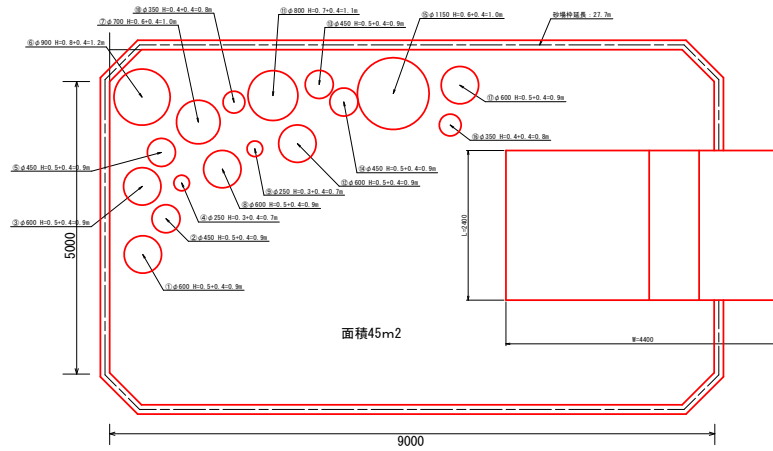 ⑩φ350 H=0.4+0.4=0.8m
⑪φ800 H=0.7+0.4=1.1m
⑮φ1150 H=0.6+0.4=1.0m
砂場枠延長：27.7m
⑦φ700 H=0.6+0.4=1.0m
⑬φ450 H=0.5+0.4=0.9m
⑥φ900 H=0.8+0.4=1.2m
⑰φ600 H=0.5+0.4=0.9m
⑯φ350 H=0.4+0.4=0.8m
⑤φ450 H=0.5+0.4=0.9m
⑭φ450 H=0.5+0.4=0.9m
⑫φ600 H=0.5+0.4=0.9m
⑨φ250 H=0.3+0.4=0.7m
⑧φ600 H=0.5+0.4=0.9m
③φ600 H=0.5+0.4=0.9m
④φ250 H=0.3+0.4=0.7m
②φ450 H=0.5+0.4=0.9m
①φ600 H=0.5+0.4=0.9m
5000
L=2400
面積45m2
W=4400
9000